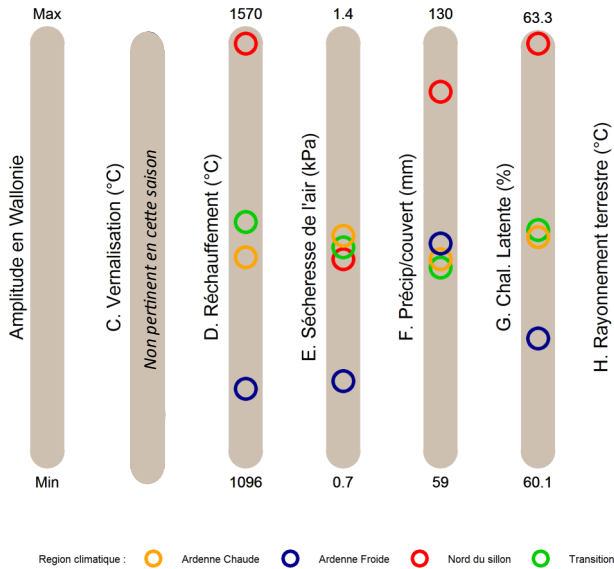 Max
1570
1.4
130
63.3
Amplitude en Wallonie
C. Vernalisation (°C)
Non pertinent en cette saison
D. Réchauffement (°C)
E. Sécheresse de l'air (kPa)
F. Précip/couvert (mm)
G. Chal. Latente (%)
H. Rayonnement terrestre (°C)
Min
1096
0.7
59
60.1
Region climatique :
Ardenne Chaude
Ardenne Froide
Nord du sillon
Transition